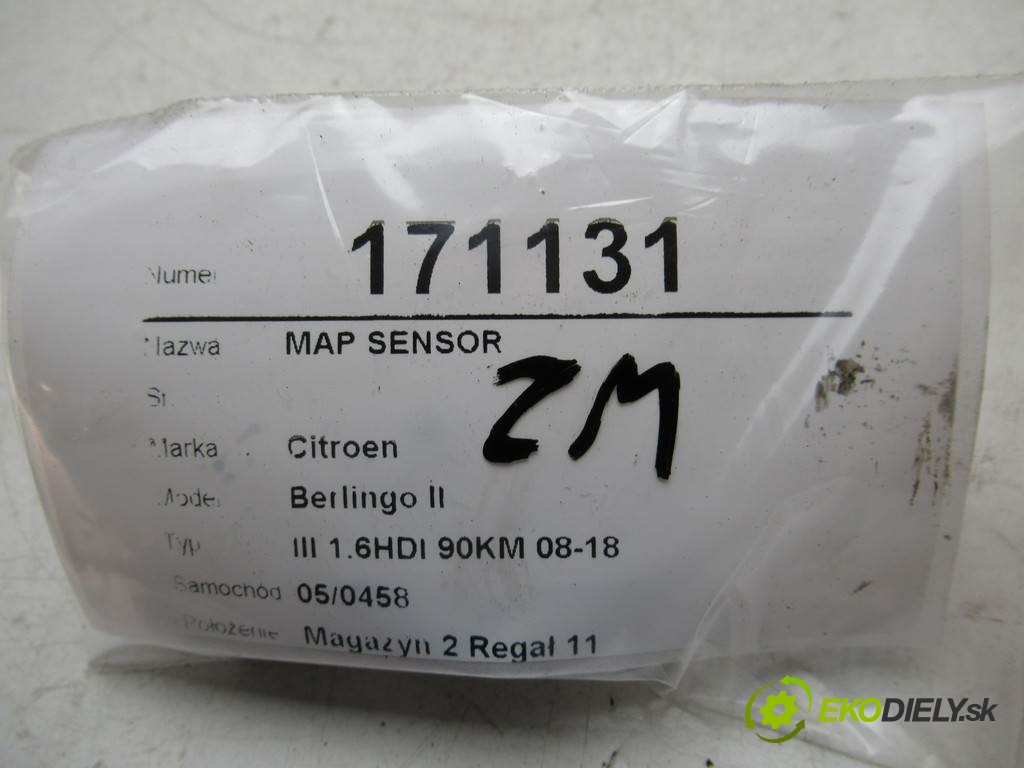 Numer 171131
Nazwa MAP SENSOR
ZM
Marka Citroen
Model Berlingo II
Typ III 1.6HDI 90KM 08-18
Samochód 05/0458
Położenie Magazyn 2 Regał 11
EKODIELY.sk